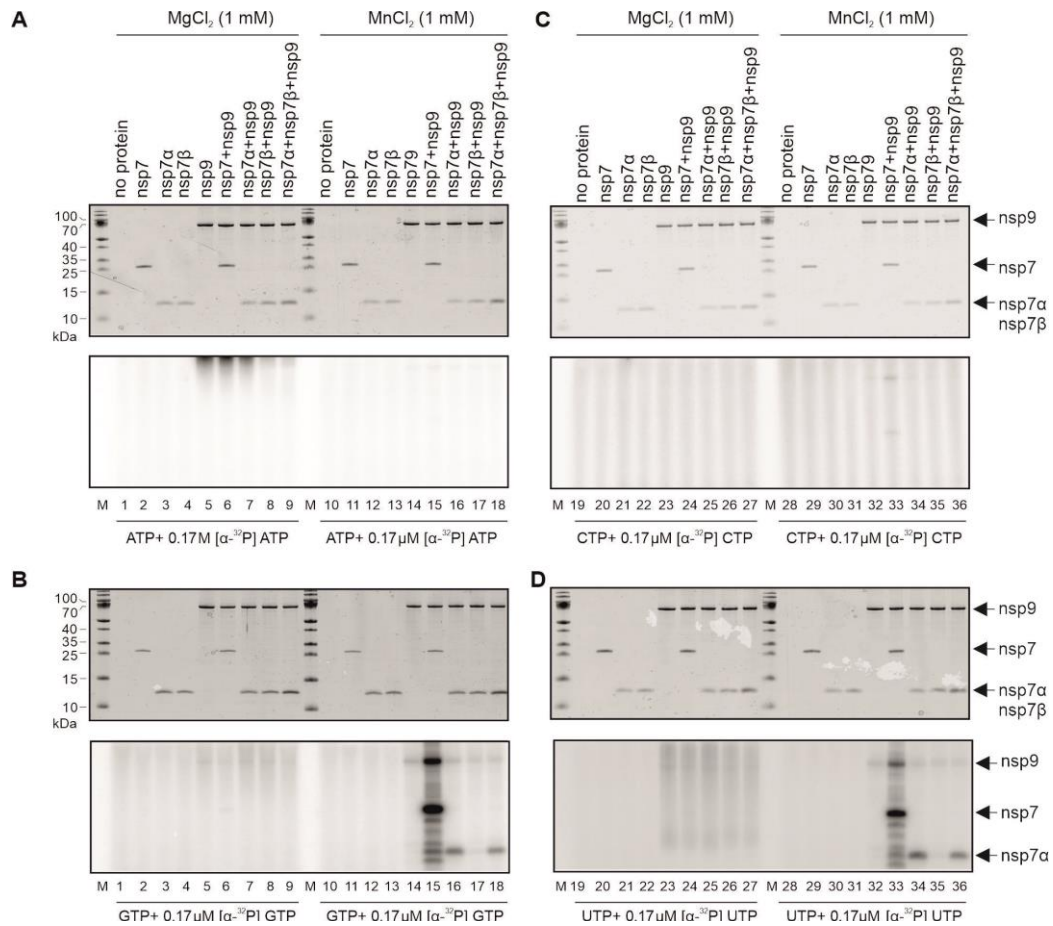 A
MgCl₂ (1 mM)
MnCl₂ (1 mM)
no protein
nsp7
nsp7α
nsp7β
nsp9
nsp7+nsp9
nsp7α+nsp9
nsp7β+nsp9
nsp7α+nsp7β+nsp9
no protein
nsp7
nsp7α
nsp7β
nsp79
nsp7+nsp9
nsp7α+nsp9
nsp7β+nsp9
nsp7α+nsp7β+nsp9
100
70
40
35
25
15
10
kDa
M 1 2 3 4 5 6 7 8 9 M 10 11 12 13 14 15 16 17 18
ATP+ 0.17M [α-³²P] ATP
ATP+ 0.17µM [α-³²P] ATP
C
MgCl₂ (1 mM)
MnCl₂ (1 mM)
no protein
nsp7
nsp7α
nsp7β
nsp9
nsp7+nsp9
nsp7α+nsp9
nsp7β+nsp9
nsp7α+nsp7β+nsp9
no protein
nsp7
nsp7α
nsp7β
nsp79
nsp7+nsp9
nsp7α+nsp9
nsp7β+nsp9
nsp7α+nsp7β+nsp9
nsp9
nsp7
nsp7α
nsp7β
M 19 20 21 22 23 24 25 26 27 M 28 29 30 31 32 33 34 35 36
CTP+ 0.17µM [α-³²P] CTP
CTP+ 0.17µM [α-³²P] CTP
B
100
70
40
35
25
15
10
kDa
M 1 2 3 4 5 6 7 8 9 M 10 11 12 13 14 15 16 17 18
GTP+ 0.17µM [α-³²P] GTP
GTP+ 0.17µM [α-³²P] GTP
D
nsp9
nsp7
nsp7α
nsp7β
nsp9
nsp7
nsp7α
M 19 20 21 22 23 24 25 26 27 M 28 29 30 31 32 33 34 35 36
UTP+ 0.17µM [α-³²P] UTP
UTP+ 0.17µM [α-³²P] UTP